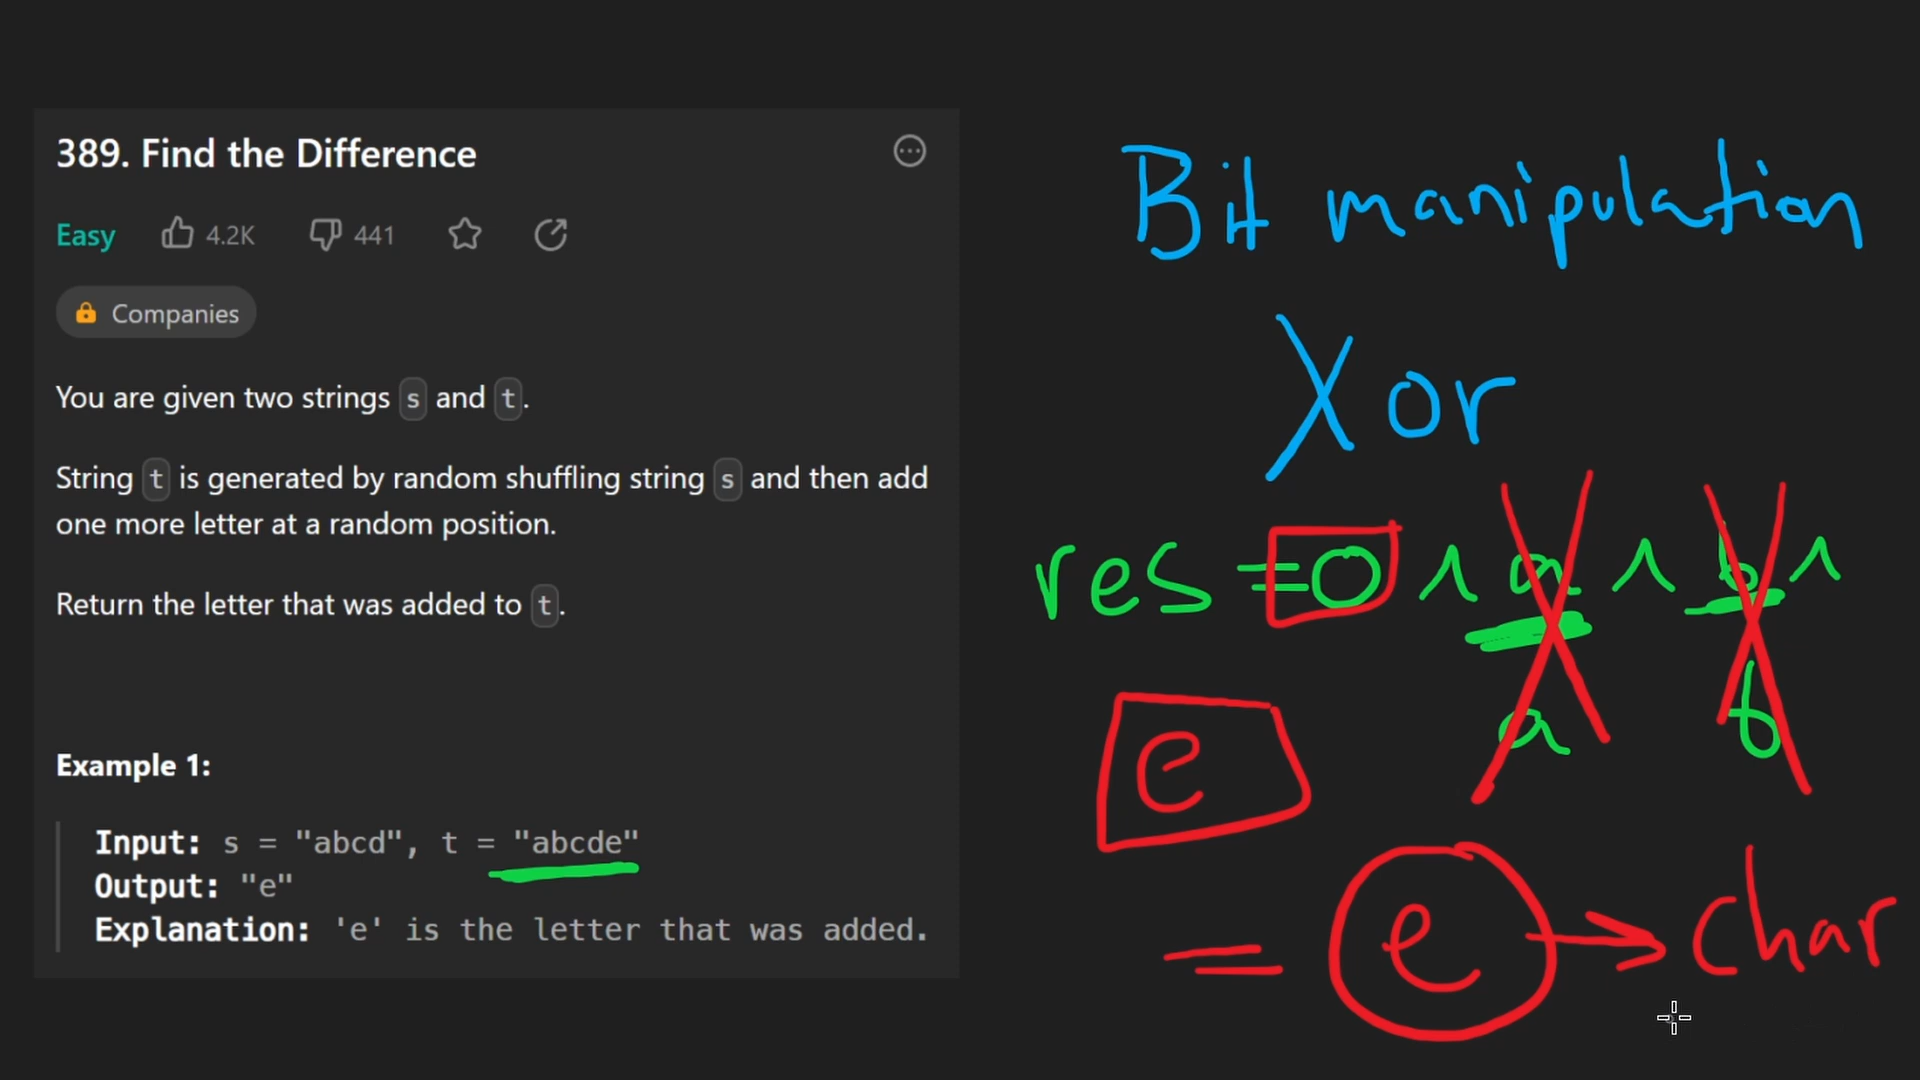 389. Find the Difference
Easy 4.2K 441
Companies
You are given two strings s and t.
String t is generated by random shuffling string s and then add
one more letter at a random position.
Return the letter that was added to t.
Example 1:
Input: s = "abcd", t = "abcde"
Output: "e"
Explanation: 'e' is the letter that was added.
Bit manipulation
Xor
res = 0 ^ a ^ b ^
a b
e
= e → char